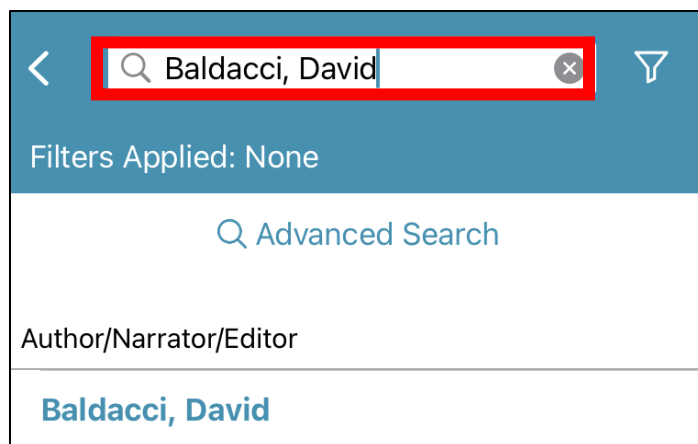 Baldacci, David
Filters Applied: None
Advanced Search
Author/Narrator/Editor
Baldacci, David